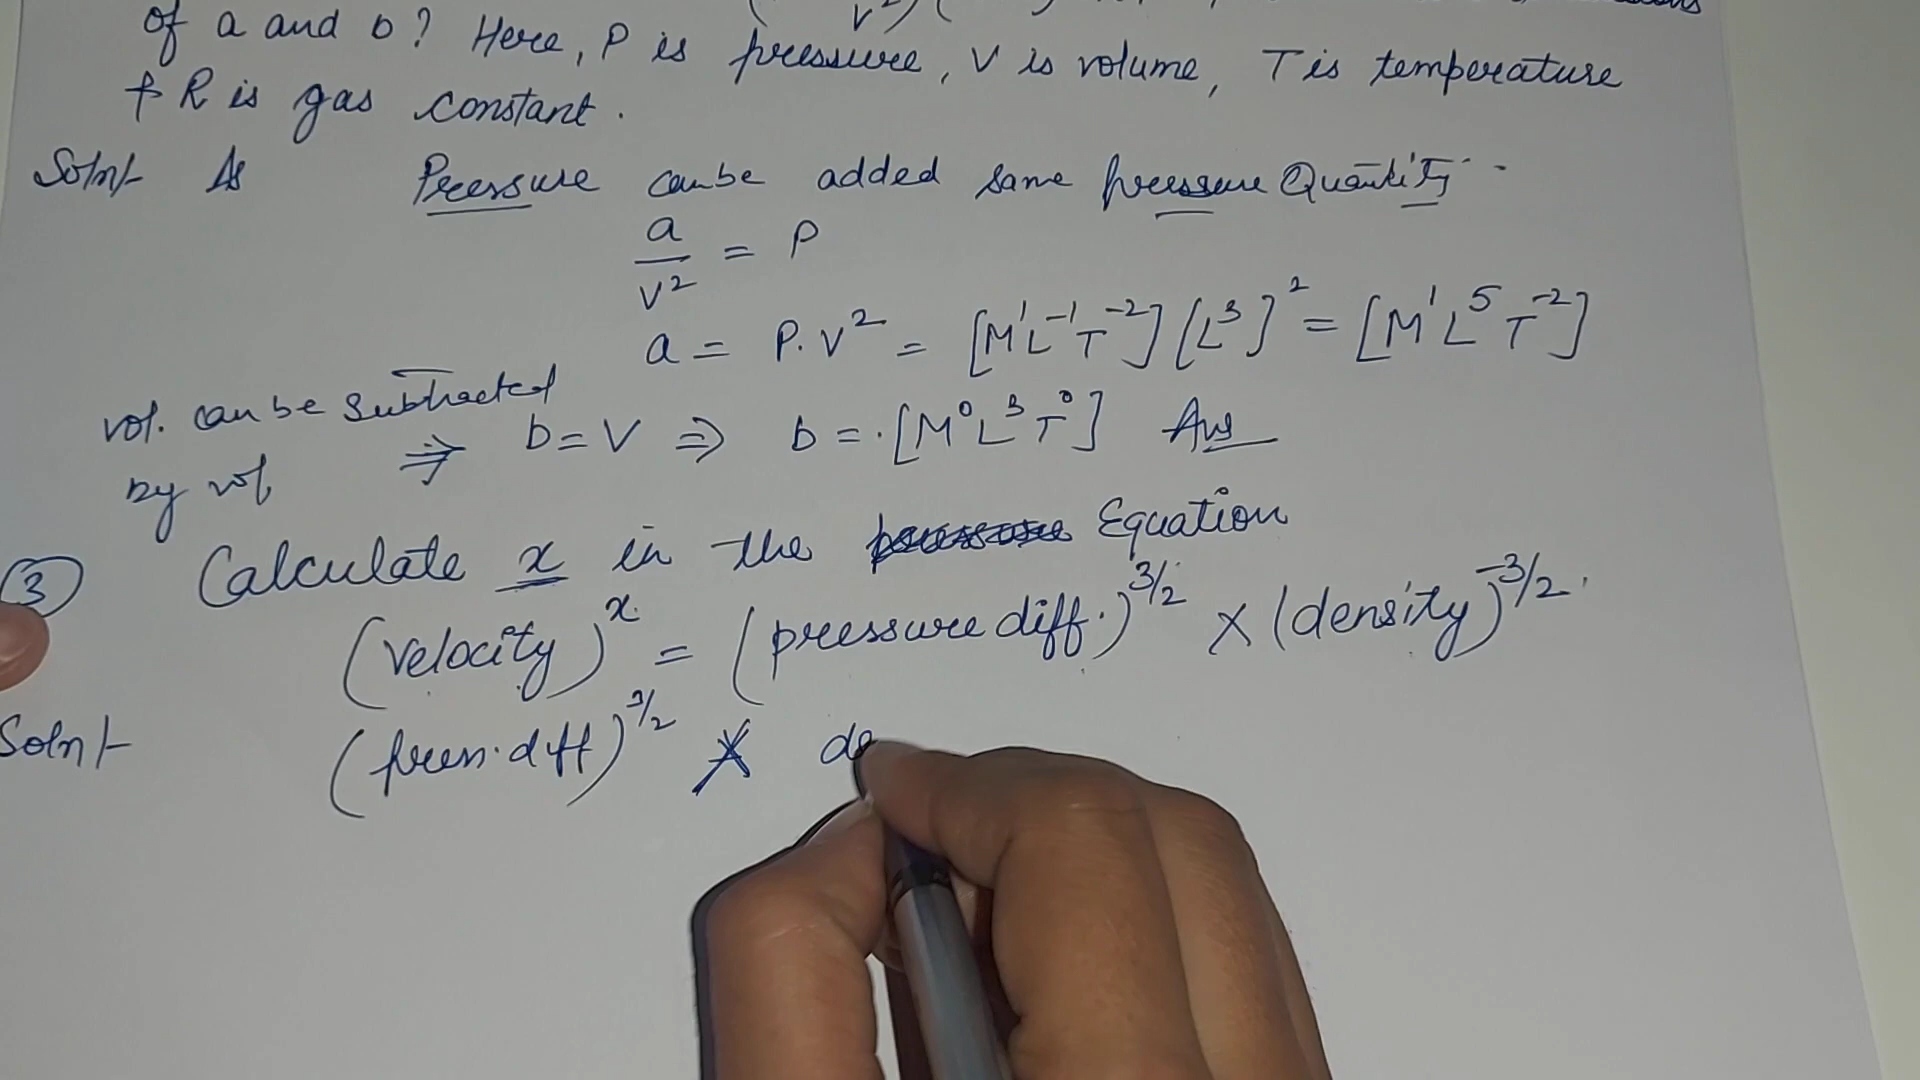 of a and b? Here, P is pressure, V is volume, T is temperature
& R is gas constant.
Soln/- As Pressure can be added same pressure Quantity.
a/V² = P
a = P.V² = [M¹L⁻¹T⁻²][L³]² = [M¹L⁵T⁻²]
vol. can be subtracted
by vol ⇒ b = V ⇒ b = [M⁰L³T⁰] Ans
③ Calculate x in the Equation
(velocity)ˣ = (pressure diff.)^3/2 × (density)^-3/2
Soln/- (press. diff)^3/2 × de